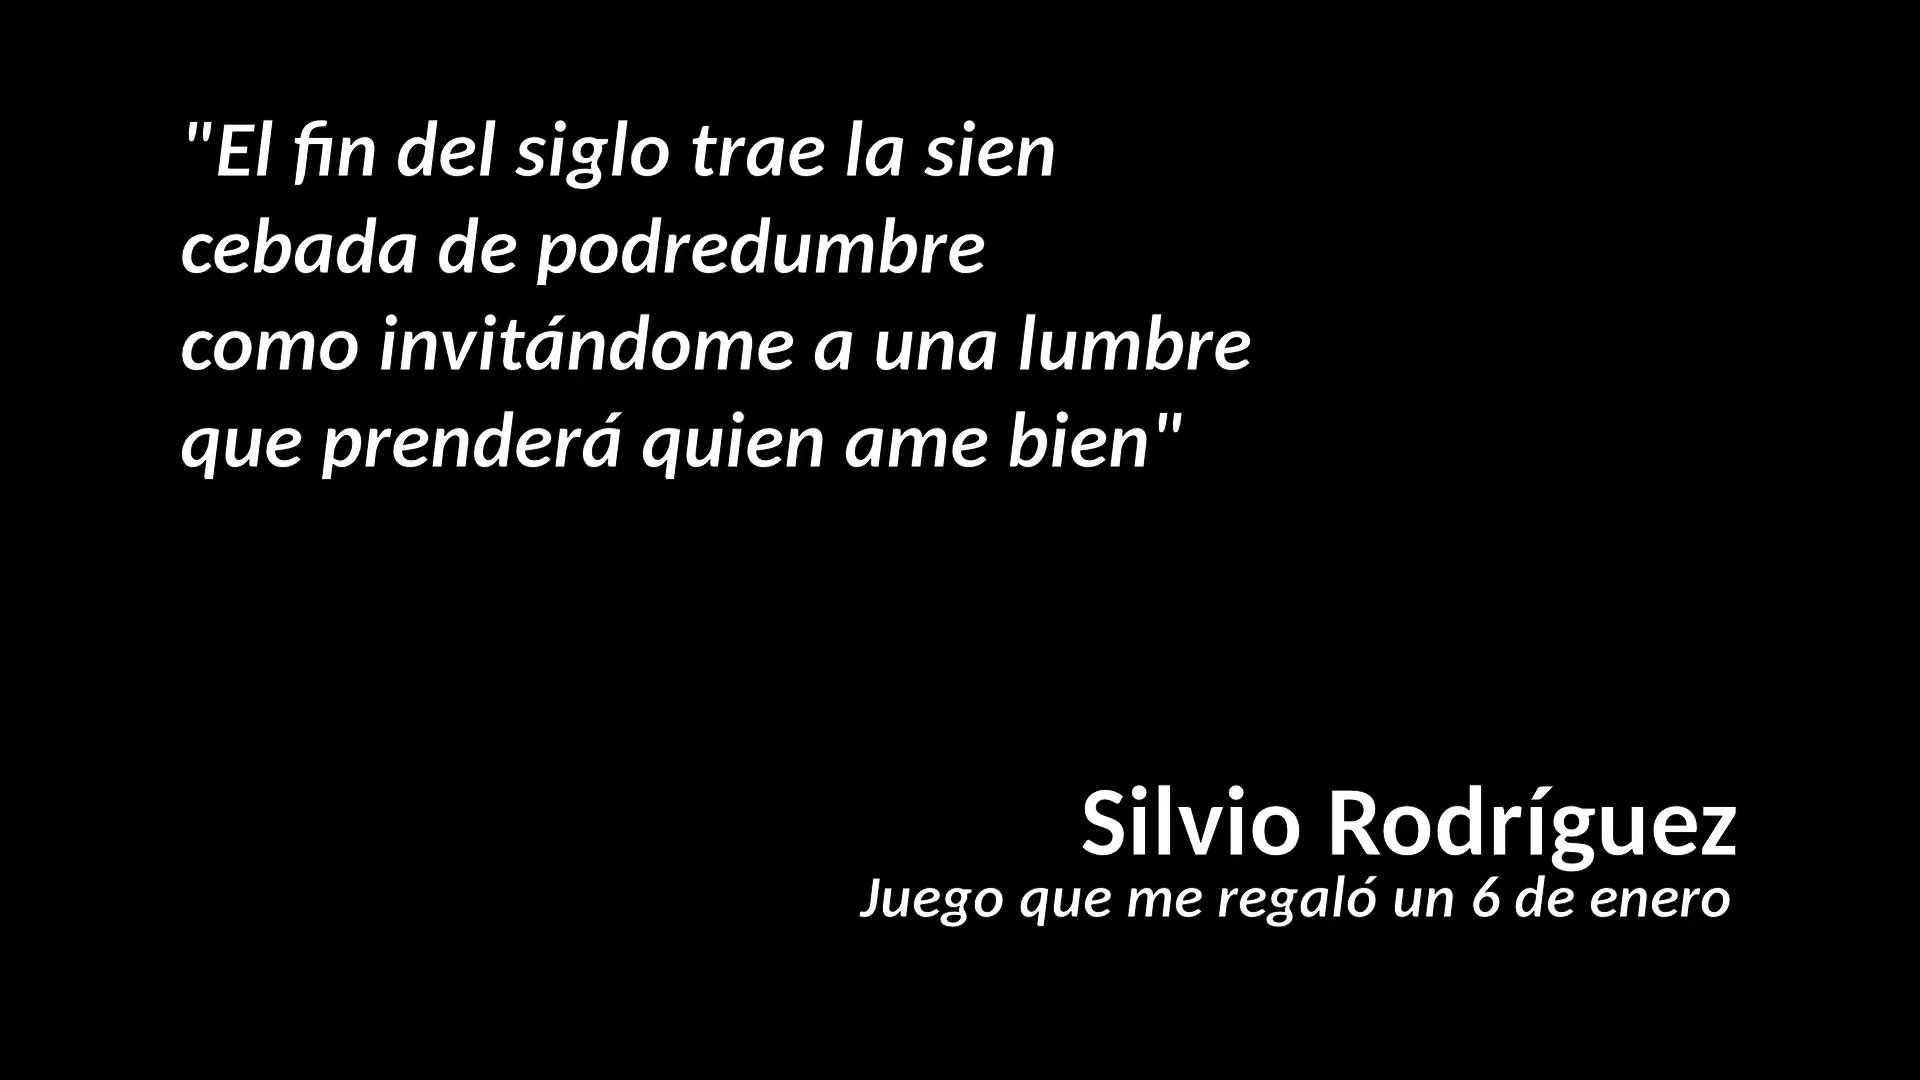 "El fin del siglo trae la sien
cebada de podredumbre
como invitándome a una lumbre
que prenderá quien ame bien"
Silvio Rodríguez
Juego que me regaló un 6 de enero